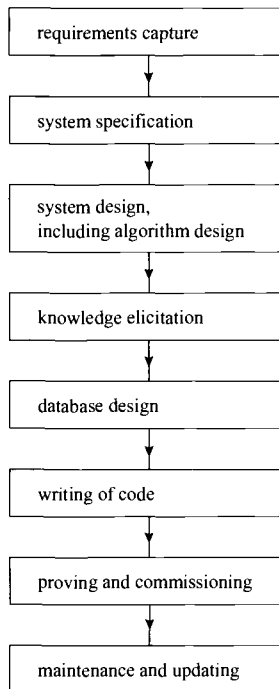 requirements capture
system specification
system design,
including algorithm design
knowledge elicitation
database design
writing of code
proving and commissioning
maintenance and updating